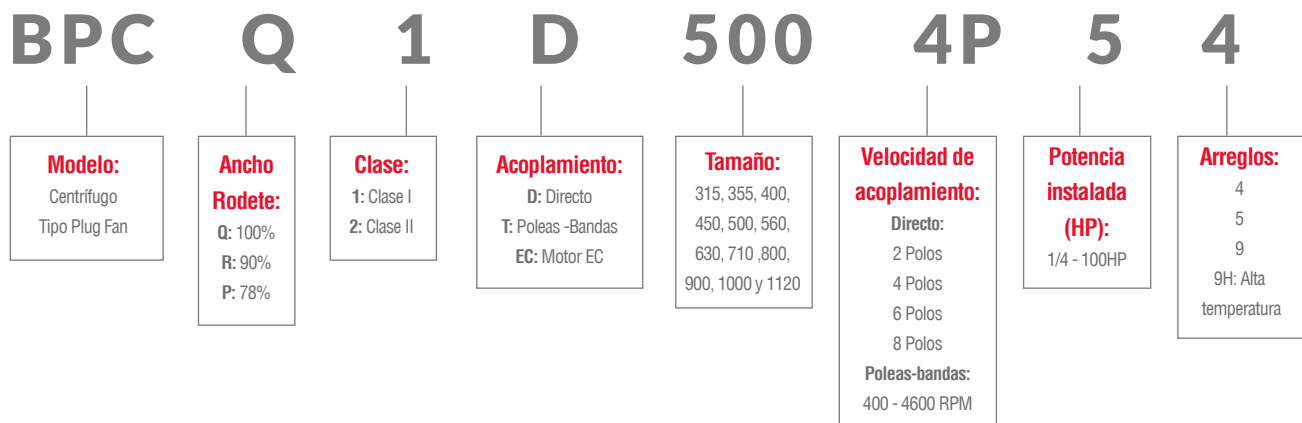 BPC Q 1 D 500 4P 5 4
Modelo:
Centrífugo
Tipo Plug Fan
Ancho
Rodete:
Q: 100%
R: 90%
P: 78%
Clase:
1: Clase I
2: Clase II
Acoplamiento:
D: Directo
T: Poleas -Bandas
EC: Motor EC
Tamaño:
315, 355, 400,
450, 500, 560,
630, 710 ,800,
900, 1000 y 1120
Velocidad de
acoplamiento:
Directo:
2 Polos
4 Polos
6 Polos
8 Polos
Poleas-bandas:
400 - 4600 RPM
Potencia
instalada
(HP):
1/4 - 100HP
Arreglos:
4
5
9
9H: Alta
temperatura